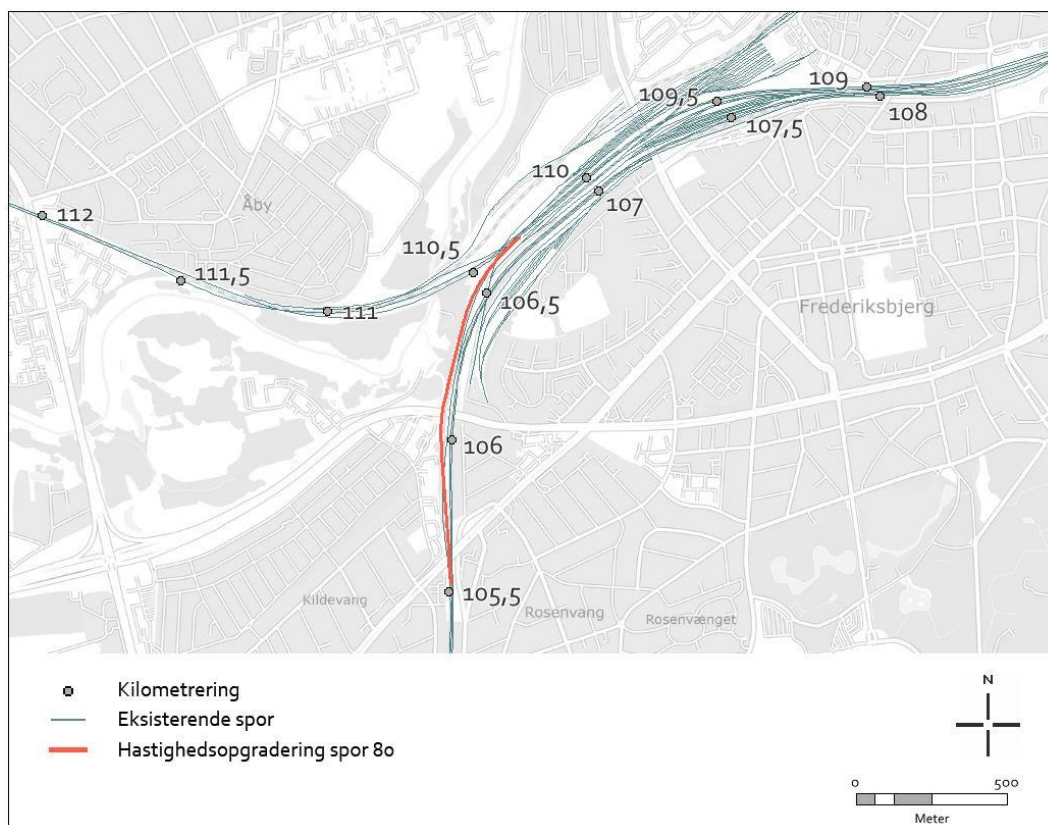 109
109,5
108
107,5
110
107
Åby
112
110,5
111,5
106,5
111
Frederiksbjerg
106
105,5
Kildevang
Rosenvang
Rosenvænget
Kilometrering
Eksisterende spor
Hastighedsopgradering spor 80
N
0 500
Meter